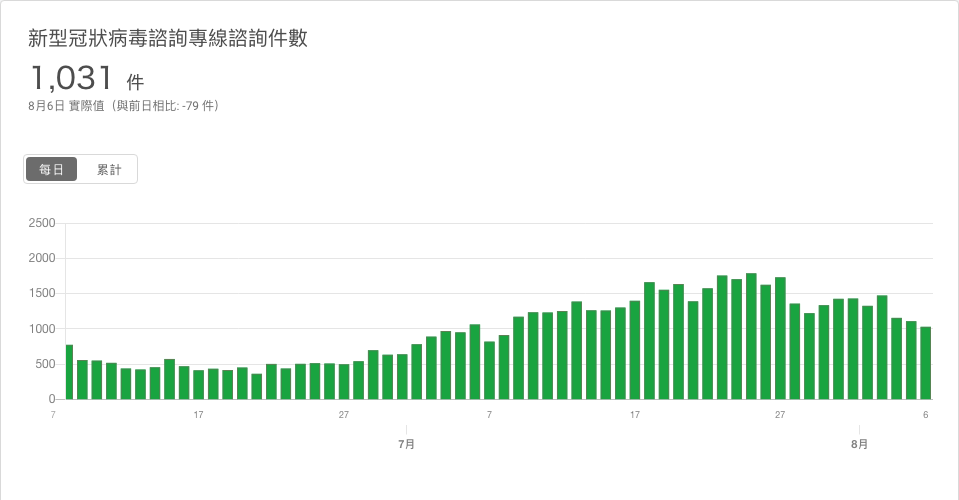 新型冠狀病毒諮詢專線諮詢件數
1,031 件
8月6日 實際值（與前日相比: -79 件）
每日 累計
2500
2000
1500
1000
500
0
7 17 27 7 17 27 6
7月 8月